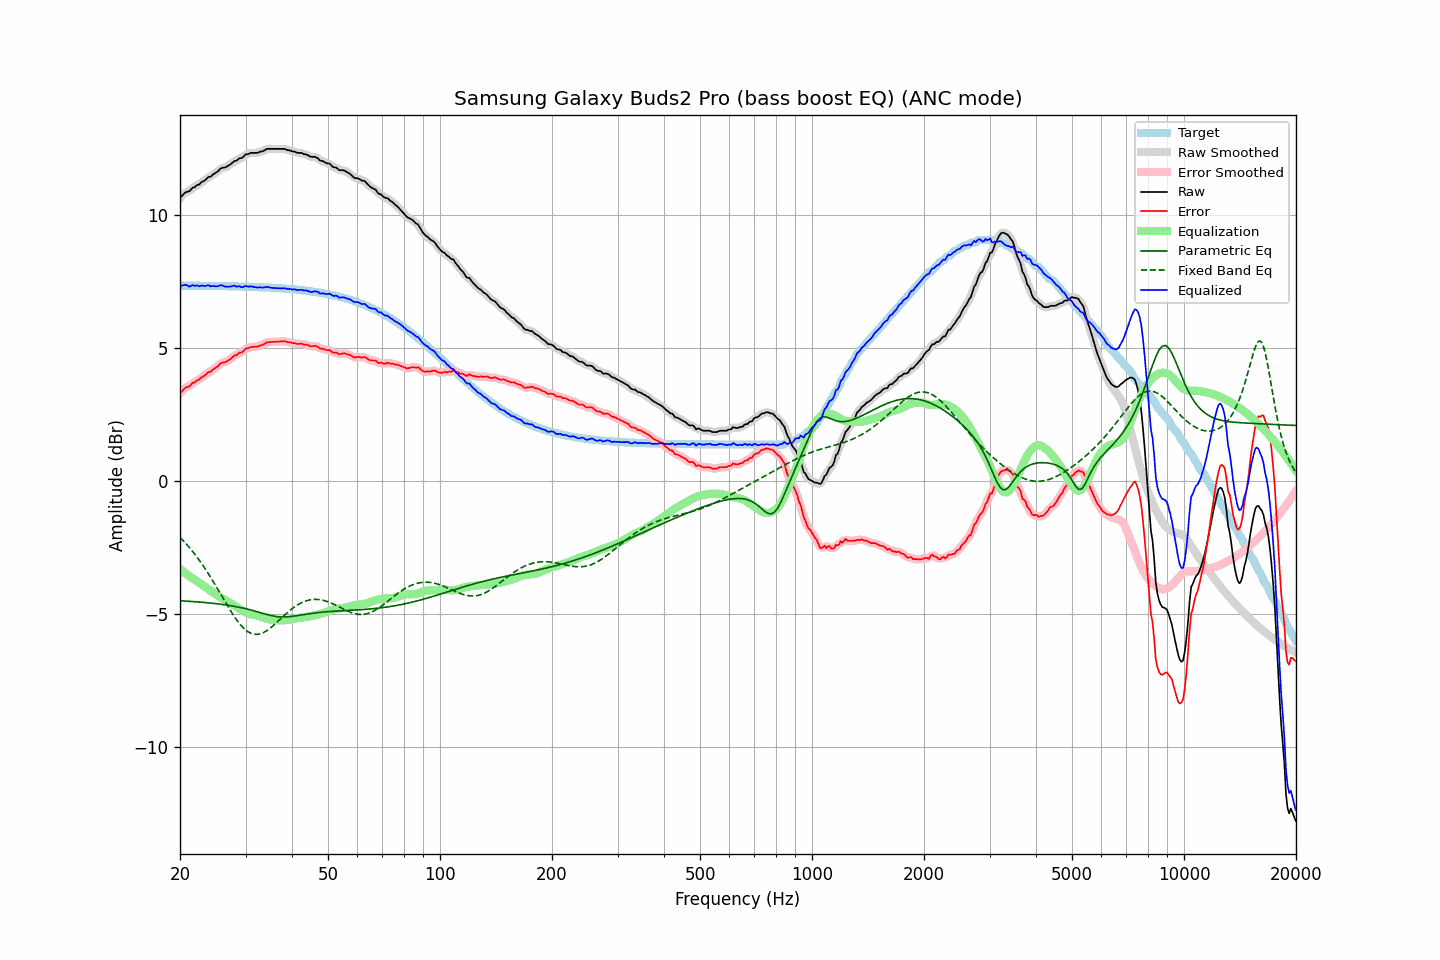 Samsung Galaxy Buds2 Pro (bass boost EQ) (ANC mode)
Target
Raw Smoothed
Error Smoothed
Raw
Error
Equalization
Parametric Eq
Fixed Band Eq
Equalized
Amplitude (dBr)
10
5
0
−5
−10
20 50 100 200 500 1000 2000 5000 10000 20000
Frequency (Hz)